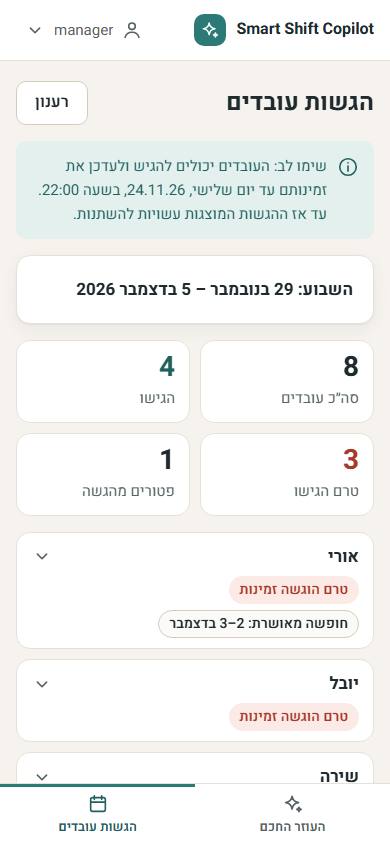 Smart Shift Copilot
manager
הגשות עובדים
רענון
שימו לב: העובדים יכולים להגיש ולעדכן את
זמינותם עד יום שלישי, 24.11.26, בשעה 22:00.
עד אז ההגשות המוצגות עשויות להשתנות.
השבוע: 29 בנובמבר – 5 בדצמבר 2026
8
סה״כ עובדים
4
הגישו
3
טרם הגישו
1
פטורים מהגשה
אורי
טרם הוגשה זמינות
חופשה מאושרת: 2–3 בדצמבר
יובל
טרם הוגשה זמינות
שירה
העוזר החכם
הגשות עובדים